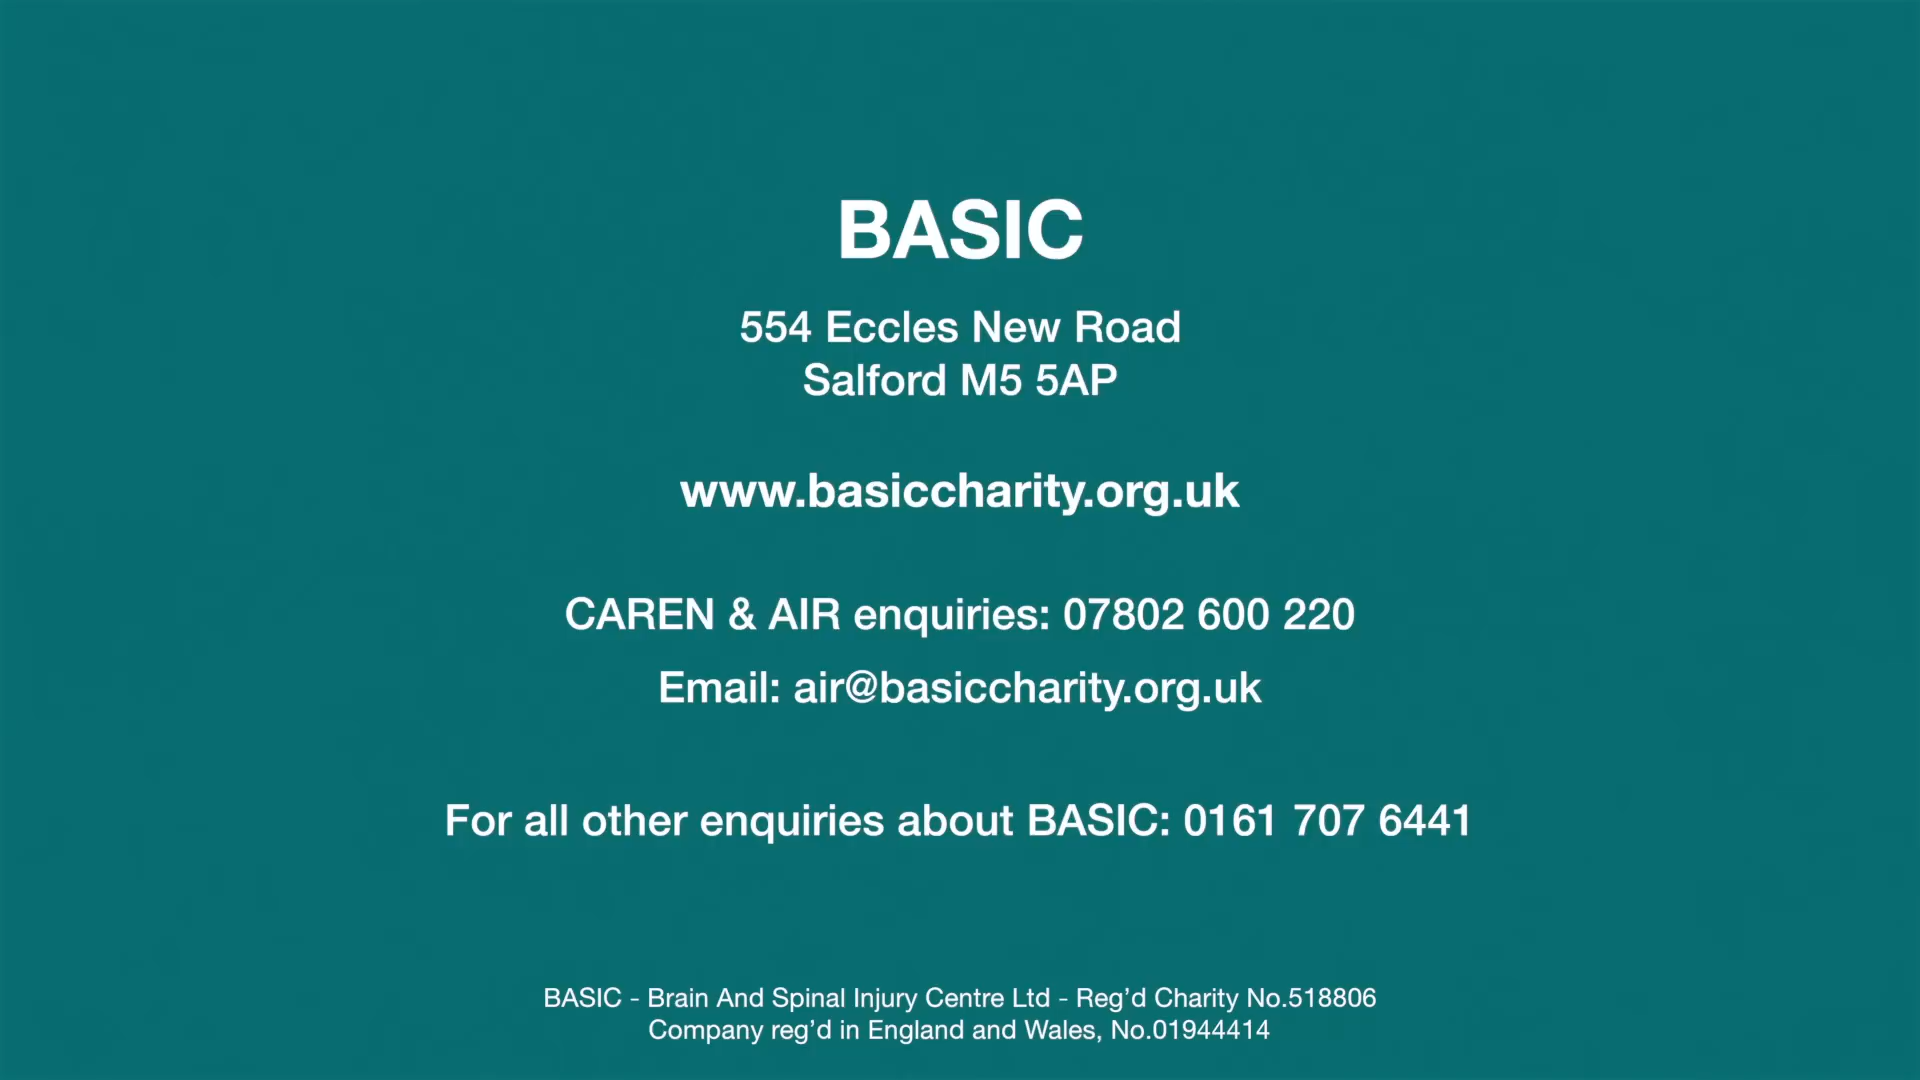 BASIC
554 Eccles New Road
Salford M5 5AP
www.basiccharity.org.uk
CAREN & AIR enquiries: 07802 600 220
Email: air@basiccharity.org.uk
For all other enquiries about BASIC: 0161 707 6441
BASIC - Brain And Spinal Injury Centre Ltd - Reg’d Charity No.518806
Company reg’d in England and Wales, No.01944414